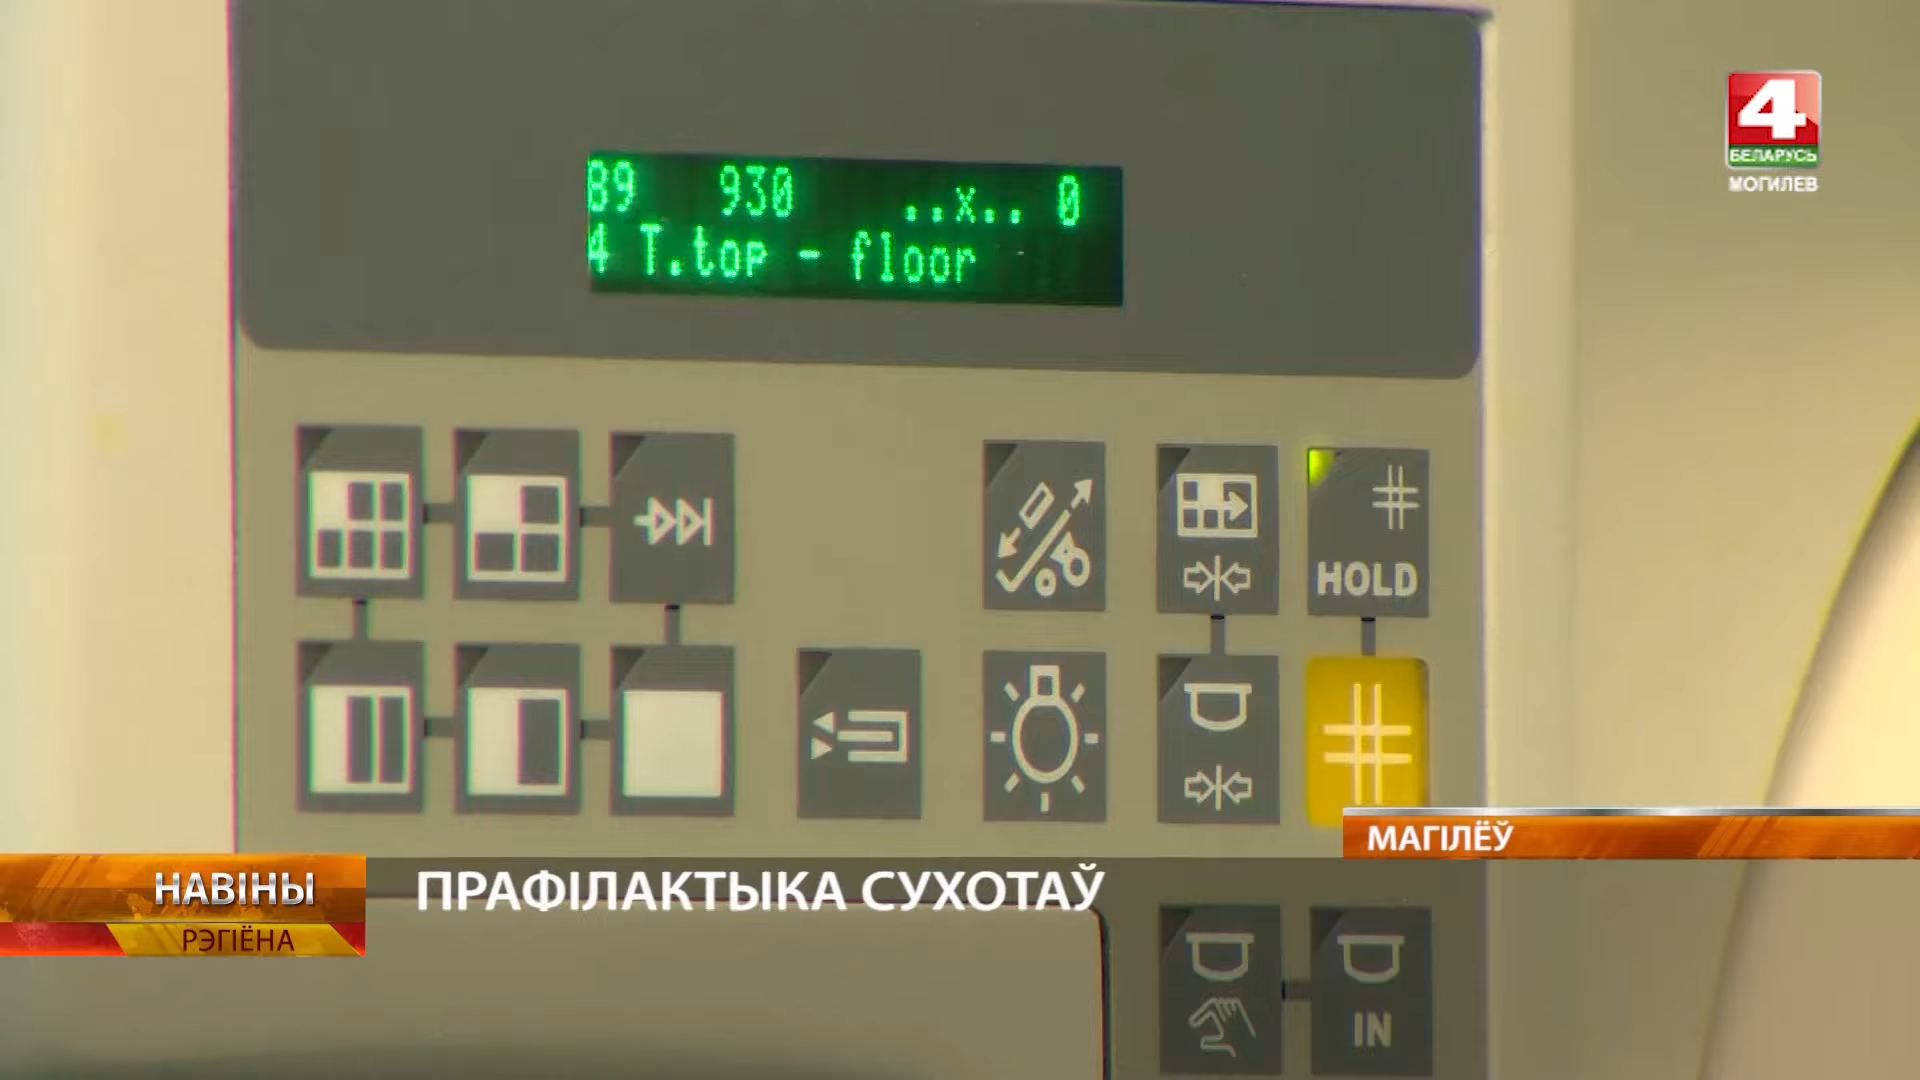 89 930 ..x.. 0
4 T.top - floor
4
БЕЛАРУСЬ
МОГИЛЕВ
HOLD
МАГІЛЁЎ
НАВІНЫ
РЭГІЁНА
ПРАФІЛАКТЫКА СУХОТАЎ
IN